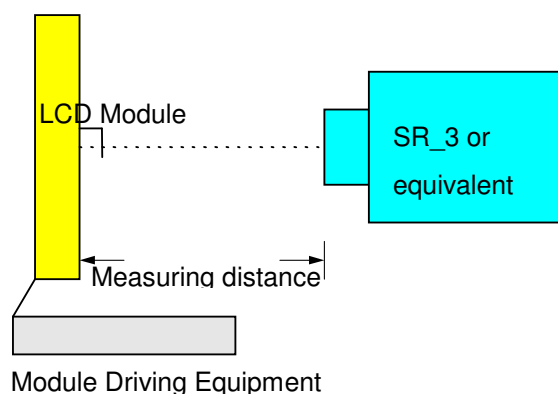 LCD Module
SR_3 or
equivalent
Measuring distance
Module Driving Equipment